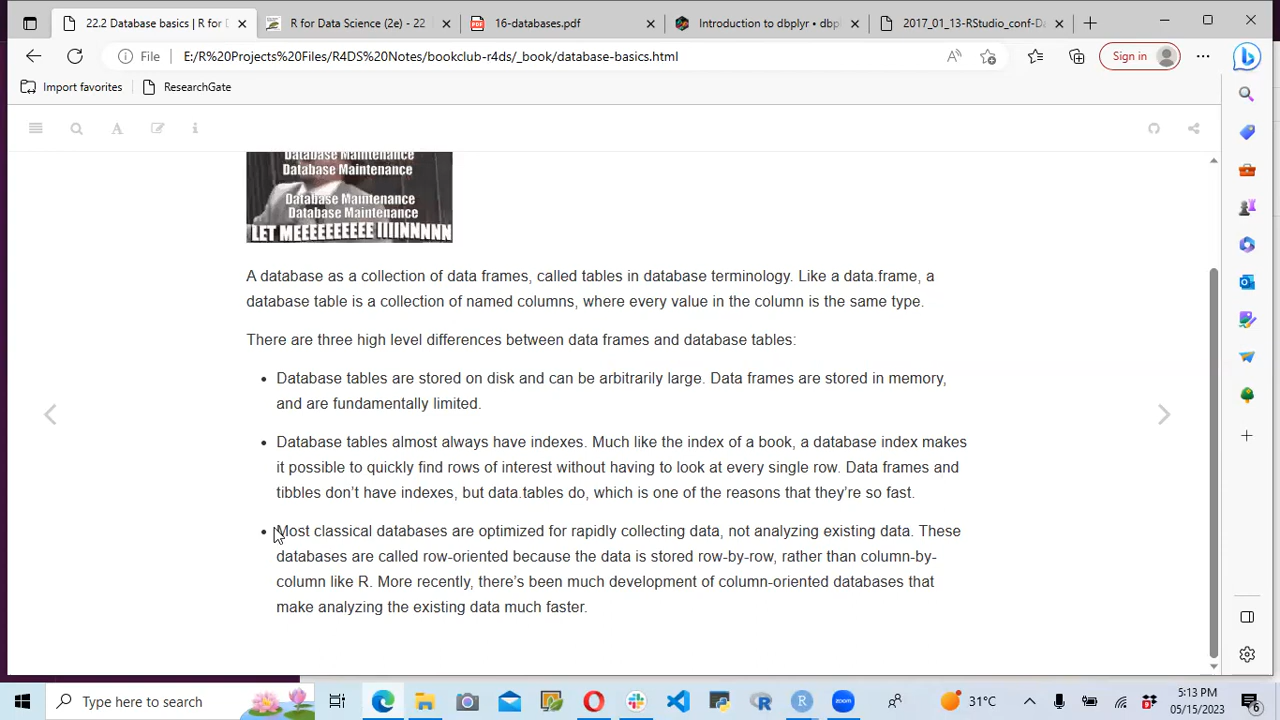 22.2 Database basics | R for D
R for Data Science (2e) - 22
16-databases.pdf
Introduction to dbplyr • dbpl
2017_01_13-RStudio_conf-Da
File
E:/R%20Projects%20Files/R4DS%20Notes/bookclub-r4ds/_book/database-basics.html
Sign in
Import favorites
ResearchGate
Database Maintenance
Database Maintenance
Database Maintenance
Database Maintenance
LET MEEEEEEEEEE IIIINNNNN
A database as a collection of data frames, called tables in database terminology. Like a data.frame, a
database table is a collection of named columns, where every value in the column is the same type.
There are three high level differences between data frames and database tables:
Database tables are stored on disk and can be arbitrarily large. Data frames are stored in memory,
and are fundamentally limited.
Database tables almost always have indexes. Much like the index of a book, a database index makes
it possible to quickly find rows of interest without having to look at every single row. Data frames and
tibbles don't have indexes, but data.tables do, which is one of the reasons that they're so fast.
Most classical databases are optimized for rapidly collecting data, not analyzing existing data. These
databases are called row-oriented because the data is stored row-by-row, rather than column-by-
column like R. More recently, there's been much development of column-oriented databases that
make analyzing the existing data much faster.
Type here to search
31°C
5:13 PM
05/15/2023
6